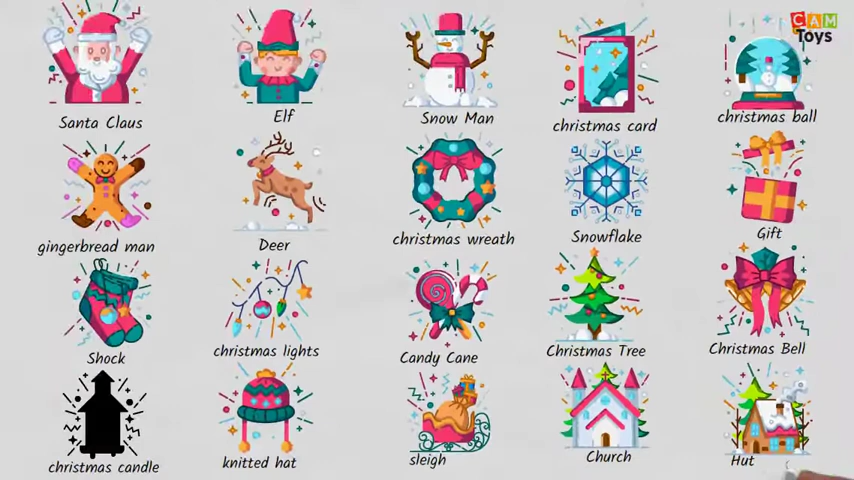 CAM
Toys
Santa Claus
Elf
Snow Man
christmas card
christmas ball
gingerbread man
Deer
christmas wreath
Snowflake
Gift
Shock
christmas lights
Candy Cane
Christmas Tree
Christmas Bell
christmas candle
knitted hat
sleigh
Church
Hut